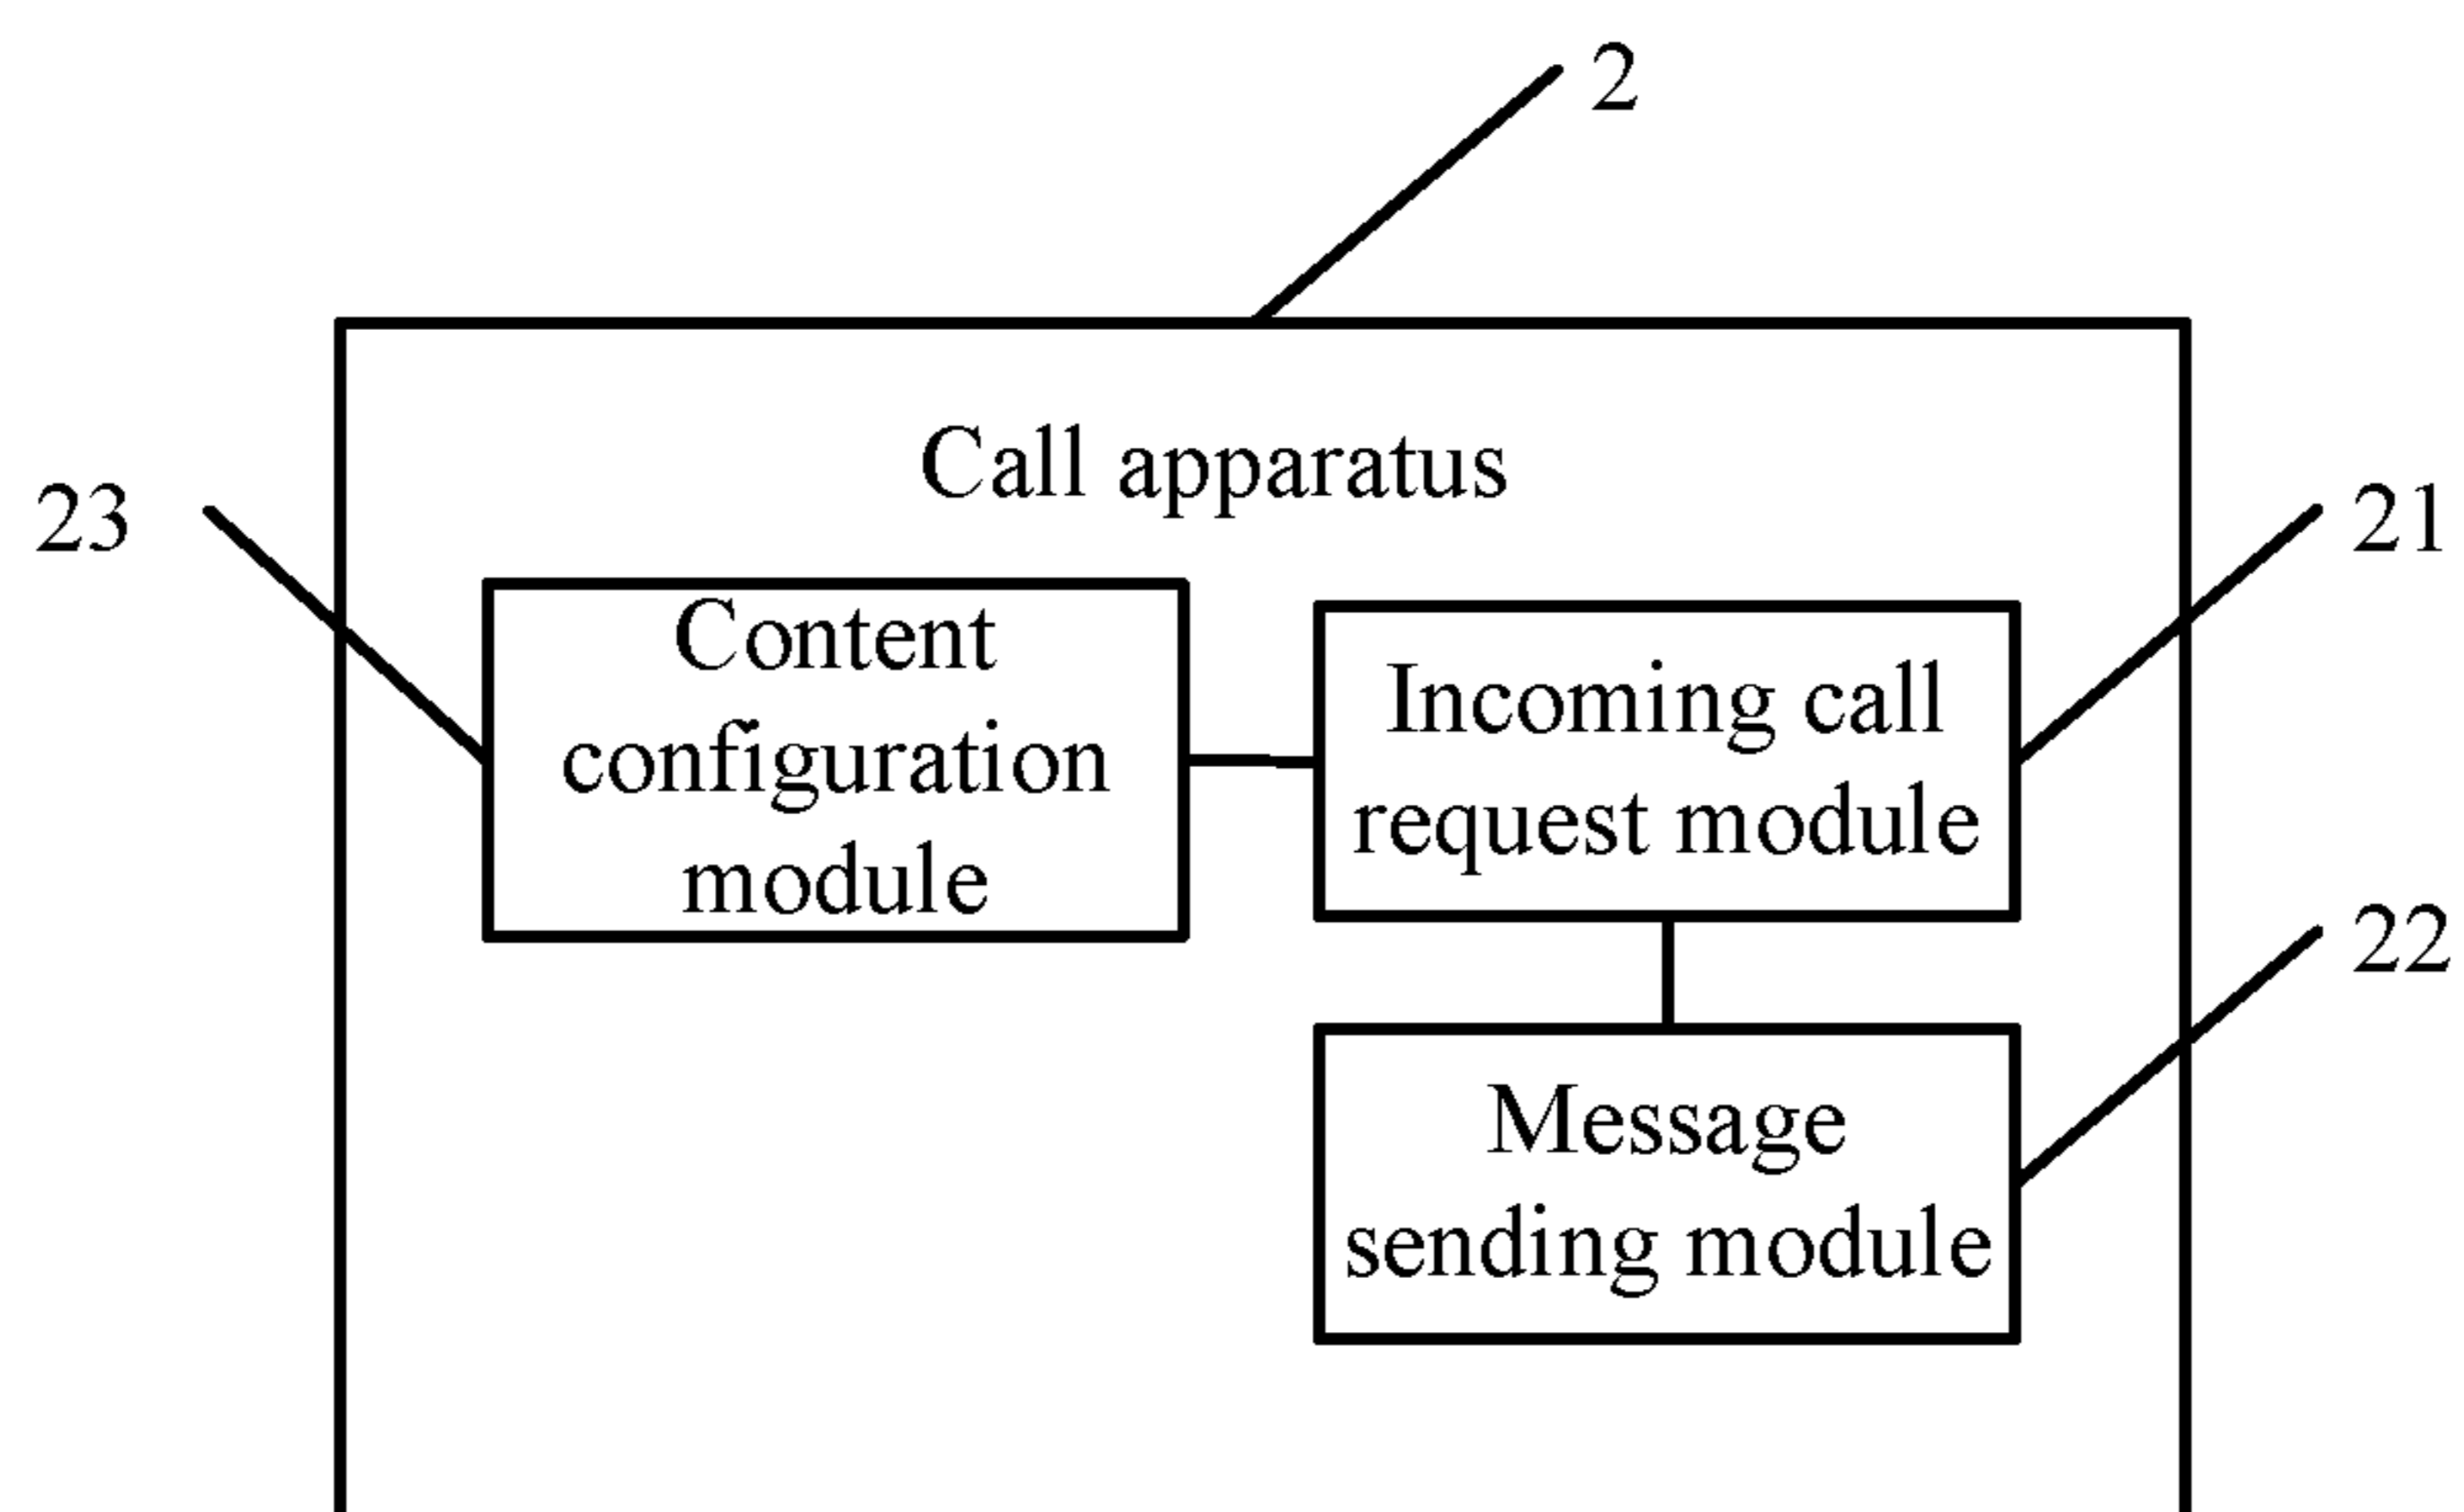 2
Call apparatus
23
21
Content
configuration
module
Incoming call
request module
22
Message
sending module